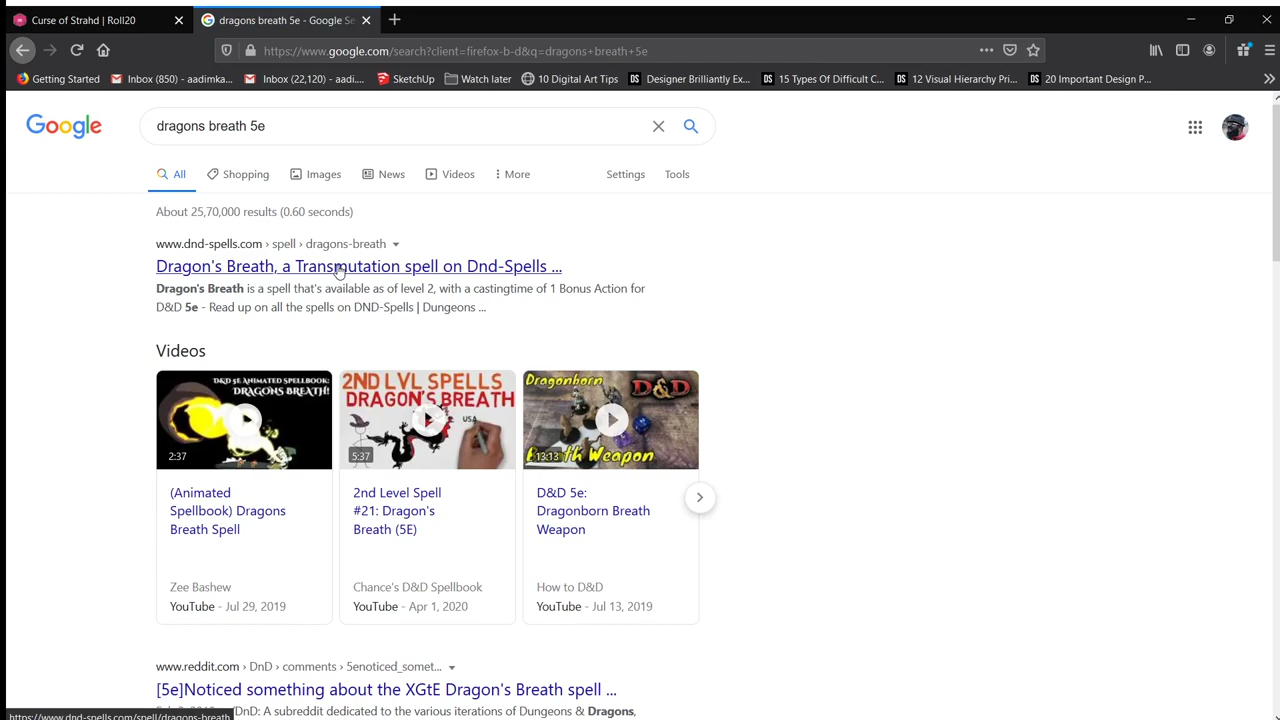 Curse of Strahd | Roll20
dragons breath 5e - Google Se
https://www.google.com/search?client=firefox-b-d&q=dragons+breath+5e
Getting Started
Inbox (850) - aadimka...
Inbox (22,120) - aadi....
SketchUp
Watch later
10 Digital Art Tips
DS Designer Brilliantly Ex...
DS 15 Types Of Difficult C...
DS 12 Visual Hierarchy Pri...
DS 20 Important Design P...
Google
dragons breath 5e
All
Shopping
Images
News
Videos
More
Settings
Tools
About 25,70,000 results (0.60 seconds)
www.dnd-spells.com › spell › dragons-breath
Dragon's Breath, a Transmutation spell on Dnd-Spells ...
Dragon's Breath is a spell that's available as of level 2, with a castingtime of 1 Bonus Action for
D&D 5e - Read up on all the spells on DND-Spells | Dungeons ...
Videos
D&D 5E ANIMATED SPELLBOOK:
DRAGONS BREATH!
2:37
2ND LVL SPELLS
DRAGON'S BREATH
USA
5:37
Dragonborn
D&D
Breath Weapon
13:13
(Animated
Spellbook) Dragons
Breath Spell
Zee Bashew
YouTube - Jul 29, 2019
2nd Level Spell
#21: Dragon's
Breath (5E)
Chance's D&D Spellbook
YouTube - Apr 1, 2020
D&D 5e:
Dragonborn Breath
Weapon
How to D&D
YouTube - Jul 13, 2019
www.reddit.com › DnD › comments › 5enoticed_somet...
[5e]Noticed something about the XGtE Dragon's Breath spell ...
/DnD: A subreddit dedicated to the various iterations of Dungeons & Dragons,
https://www.dnd-spells.com/spell/dragons-breath